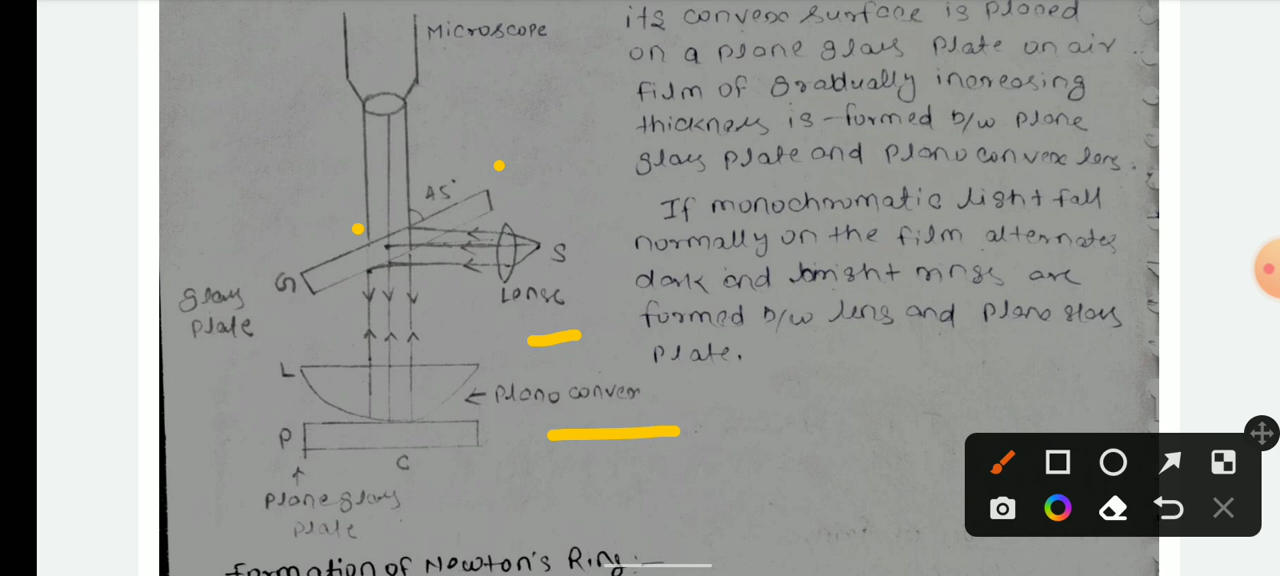 Microscope
its convex surface is placed
on a plane glass plate an air
film of gradually increasing
thickness is formed b/w plane
glass plate and plano convex lens.
If monochromatic light fall
normally on the film alternates
dark and bright rings are
formed b/w lens and plano glass
plate.
45°
S
Lense
G
glass
plate
L
← plano convex
P
C
plane glass
plate
Formation of Newton's Ring:-